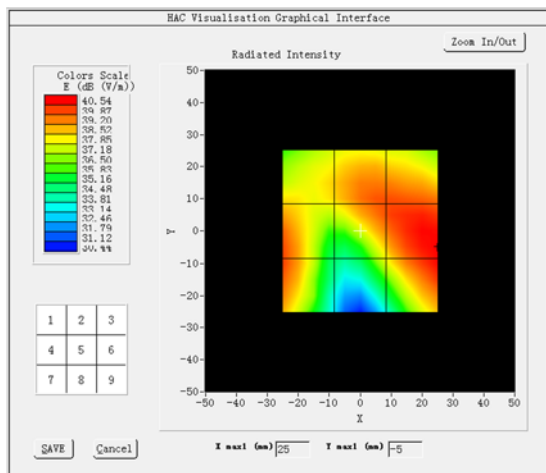 HAC Visualisation Graphical Interface
Zoom In/Out
Radiated Intensity
Colors Scale
E (dB (V/m))
40.54
39.87
39.20
38.52
37.85
37.18
36.50
35.83
35.16
34.48
33.81
33.14
32.46
31.79
31.12
30.44
50
40
30
20
10
0
-10
-20
-30
-40
-50
Y
-50 -40 -30 -20 -10 0 10 20 30 40 50
X
1 2 3
4 5 6
7 8 9
SAVE Cancel
X max1 (mm) 25 Y max1 (mm) -5